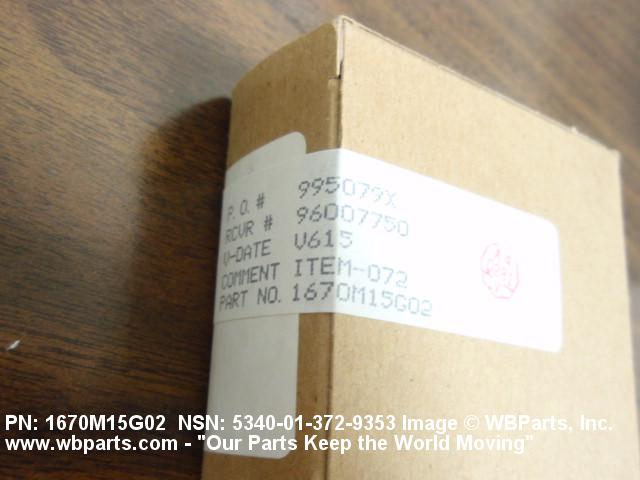 P.O. # 995079X
RCVR # 96007750
V-DATE V615
COMMENT ITEM-072
PART NO. 1670M15G02
PN: 1670M15G02 NSN: 5340-01-372-9353 Image © WBParts, Inc.
www.wbparts.com - "Our Parts Keep the World Moving"